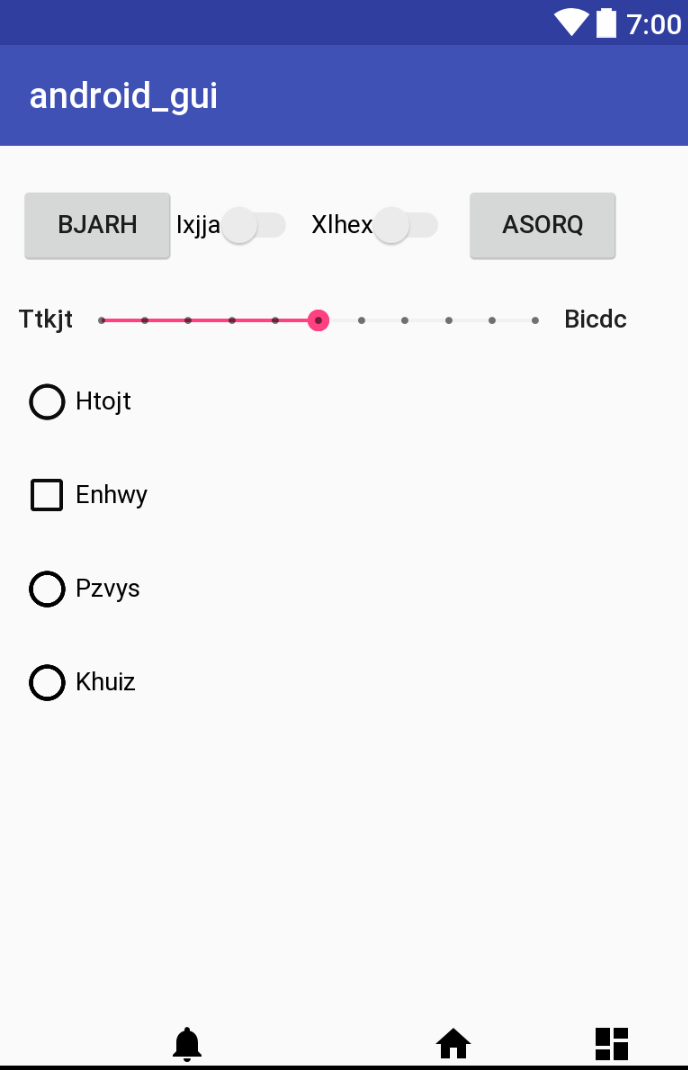 7:00
android_gui
BJARH Ixjja Xlhex ASORQ
Ttkjt Bicdc
Htojt
Enhwy
Pzvys
Khuiz